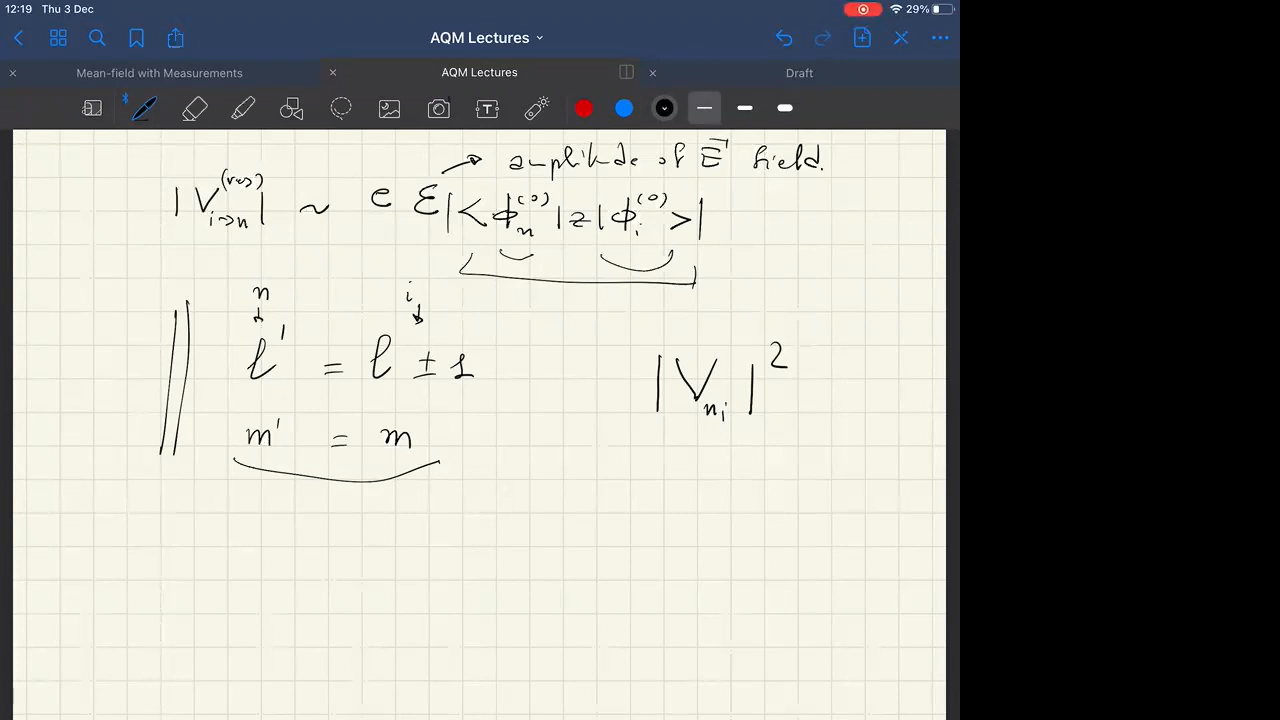 12:19 Thu 3 Dec 29%
AQM Lectures
Mean-field with Measurements AQM Lectures Draft
→ amplitude of E⃗ field.
|V_{i→n}^{(res)}| ~ e ℰ |<ϕ_n^{(0)}|z|ϕ_i^{(0)}>|
n i
l' = l ± 1
|V_{ni}|²
m' = m